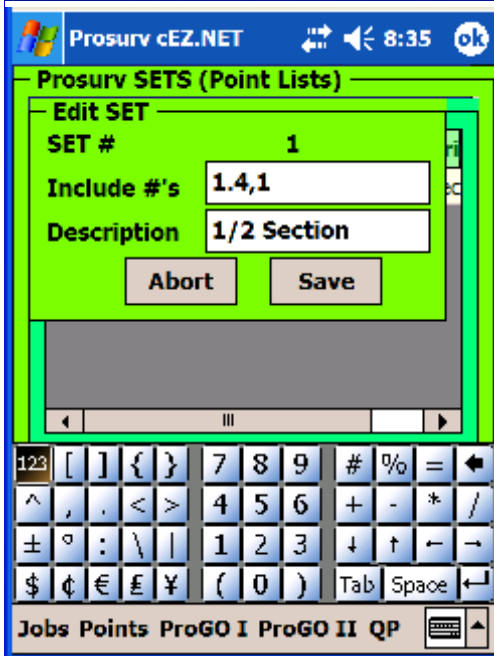 Prosurv cEZ.NET 8:35 ok
Prosurv SETS (Point Lists)
Edit SET
SET # 1
ri
Include #'s 1.4,1
Description 1/2 Section
Abort Save
123 [ ] { } 7 8 9 # % =
^ , . < > 4 5 6 + - * /
± º : \ | 1 2 3
$ ¢ € £ ¥ ( 0 ) Tab Space
Jobs Points ProGO I ProGO II QP